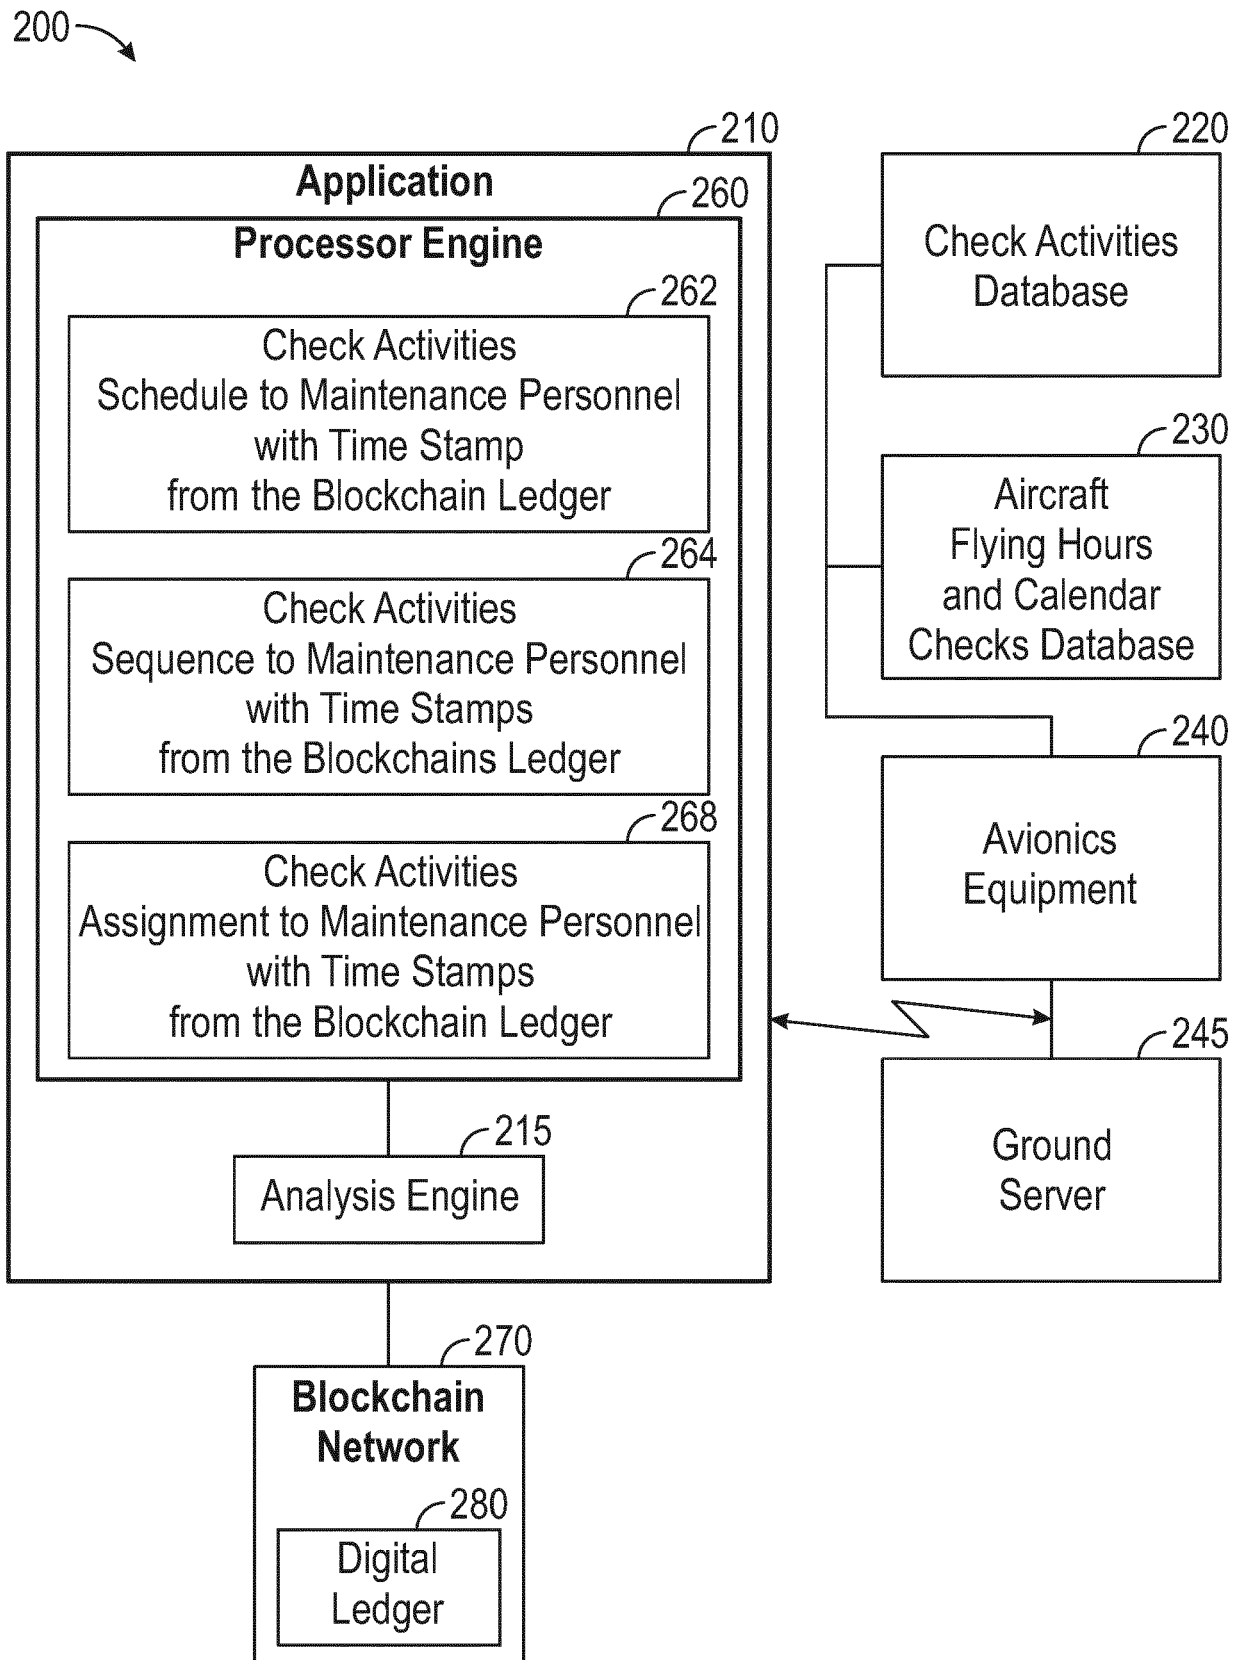 200
210
Application
260
Processor Engine
262
Check Activities
Schedule to Maintenance Personnel
with Time Stamp
from the Blockchain Ledger
264
Check Activities
Sequence to Maintenance Personnel
with Time Stamps
from the Blockchains Ledger
268
Check Activities
Assignment to Maintenance Personnel
with Time Stamps
from the Blockchain Ledger
215
Analysis Engine
220
Check Activities
Database
230
Aircraft
Flying Hours
and Calendar
Checks Database
240
Avionics
Equipment
245
Ground
Server
270
Blockchain
Network
280
Digital
Ledger